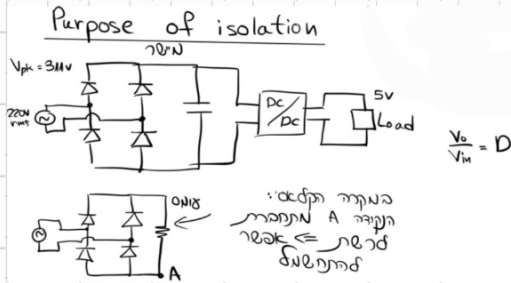 Purpose of isolation
מישר
Vpk = 311v
220v
rms
DC/DC
5v
Load
Vo/Vin = D
עומס
A
במקרה הקלאסי:
הנקודה A מתחברת
לרשת => אפשר
להתחשמל